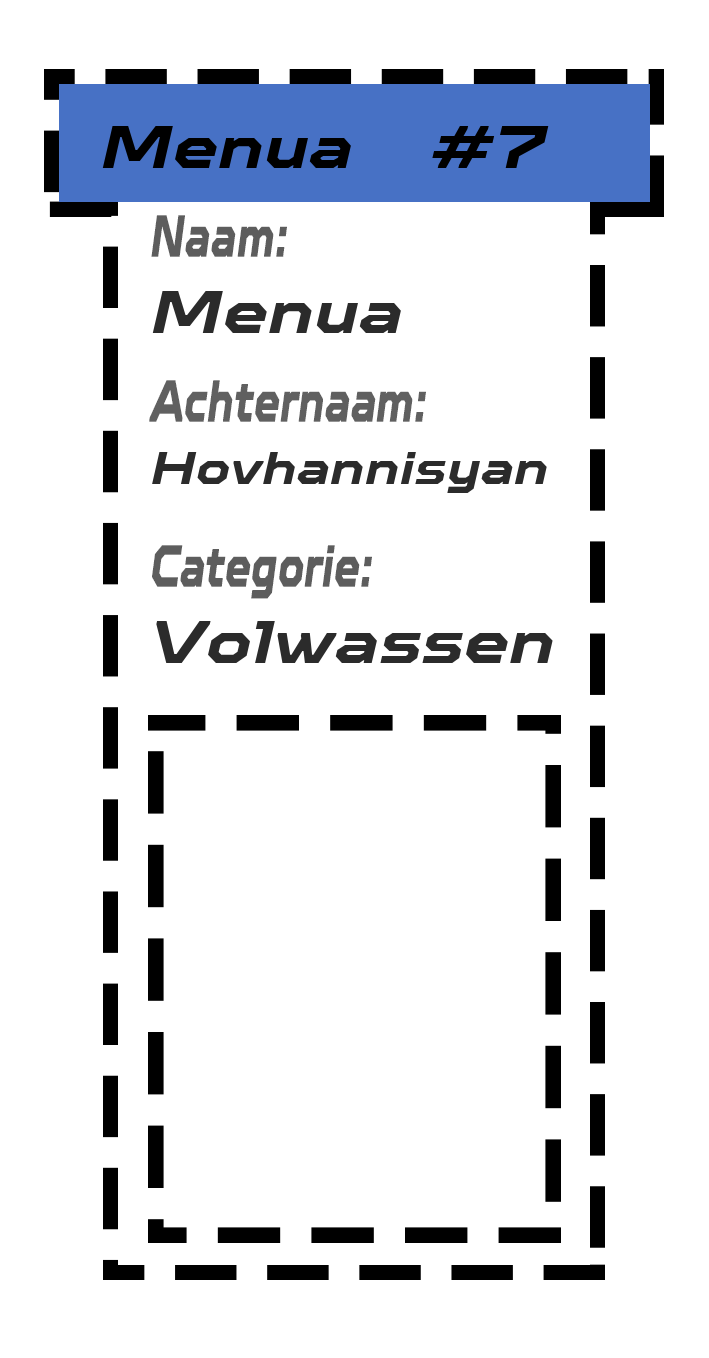 Menua #7
Naam:
Menua
Achternaam:
Hovhannisyan
Categorie:
Volwassen